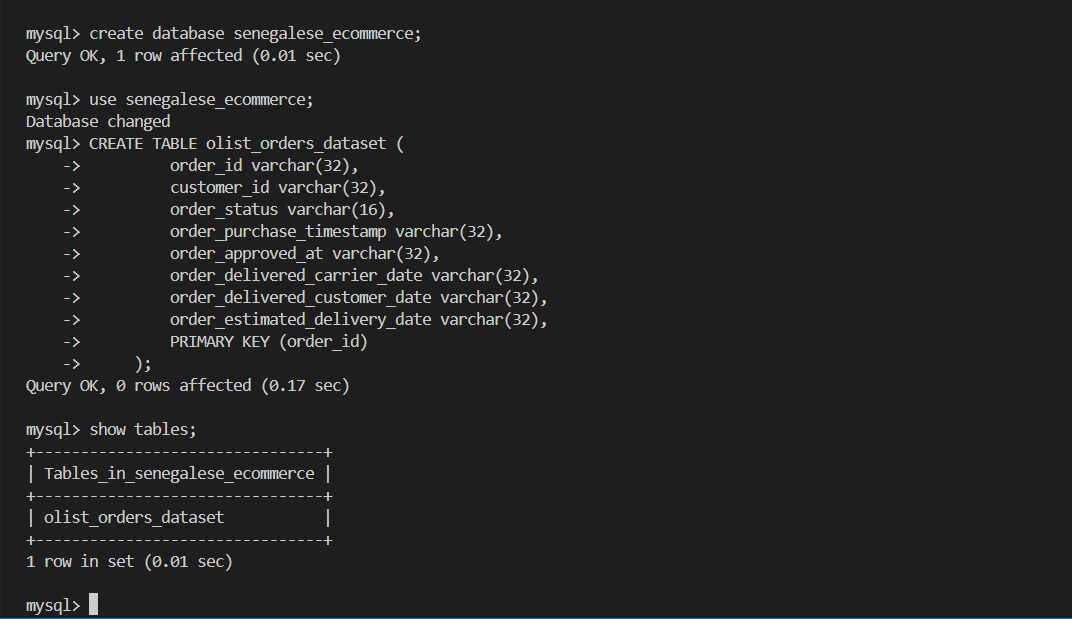 mysql> create database senegalese_ecommerce;
Query OK, 1 row affected (0.01 sec)
mysql> use senegalese_ecommerce;
Database changed
mysql> CREATE TABLE olist_orders_dataset (
    ->          order_id varchar(32),
    ->          customer_id varchar(32),
    ->          order_status varchar(16),
    ->          order_purchase_timestamp varchar(32),
    ->          order_approved_at varchar(32),
    ->          order_delivered_carrier_date varchar(32),
    ->          order_delivered_customer_date varchar(32),
    ->          order_estimated_delivery_date varchar(32),
    ->          PRIMARY KEY (order_id)
    ->      );
Query OK, 0 rows affected (0.17 sec)
mysql> show tables;
+--------------------------------+
| Tables_in_senegalese_ecommerce |
+--------------------------------+
| olist_orders_dataset           |
+--------------------------------+
1 row in set (0.01 sec)
mysql>